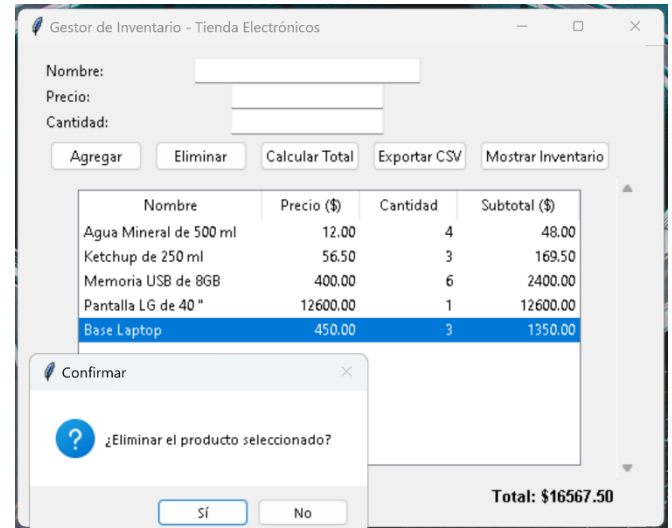 Gestor de Inventario - Tienda Electrónicos
Nombre:
Precio:
Cantidad:
Agregar Eliminar Calcular Total Exportar CSV Mostrar Inventario
Nombre Precio ($) Cantidad Subtotal ($)
Agua Mineral de 500 ml 12.00 4 48.00
Ketchup de 250 ml 56.50 3 169.50
Memoria USB de 8GB 400.00 6 2400.00
Pantalla LG de 40 " 12600.00 1 12600.00
Base Laptop 450.00 3 1350.00
Confirmar
¿Eliminar el producto seleccionado?
Sí No
Total: $16567.50